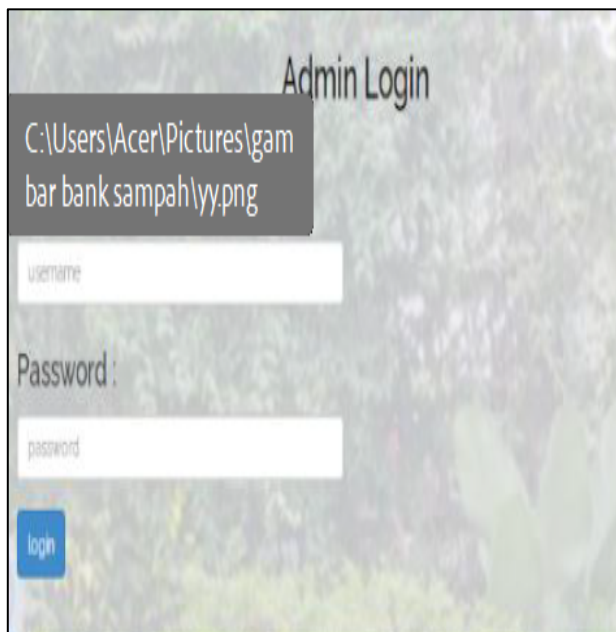 Admin Login
C:\Users\Acer\Pictures\gam
bar bank sampah\yy.png
username
Password :
password
login